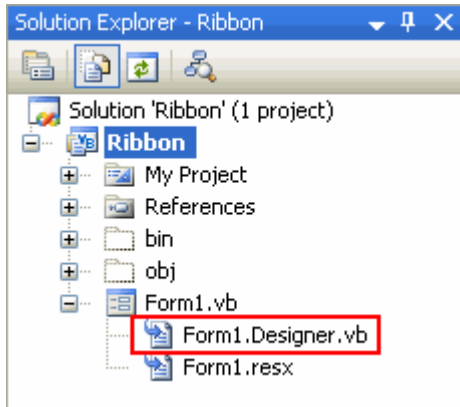 Solution Explorer - Ribbon
Solution 'Ribbon' (1 project)
VB Ribbon
My Project
References
bin
obj
Form1.vb
Form1.Designer.vb
Form1.resx